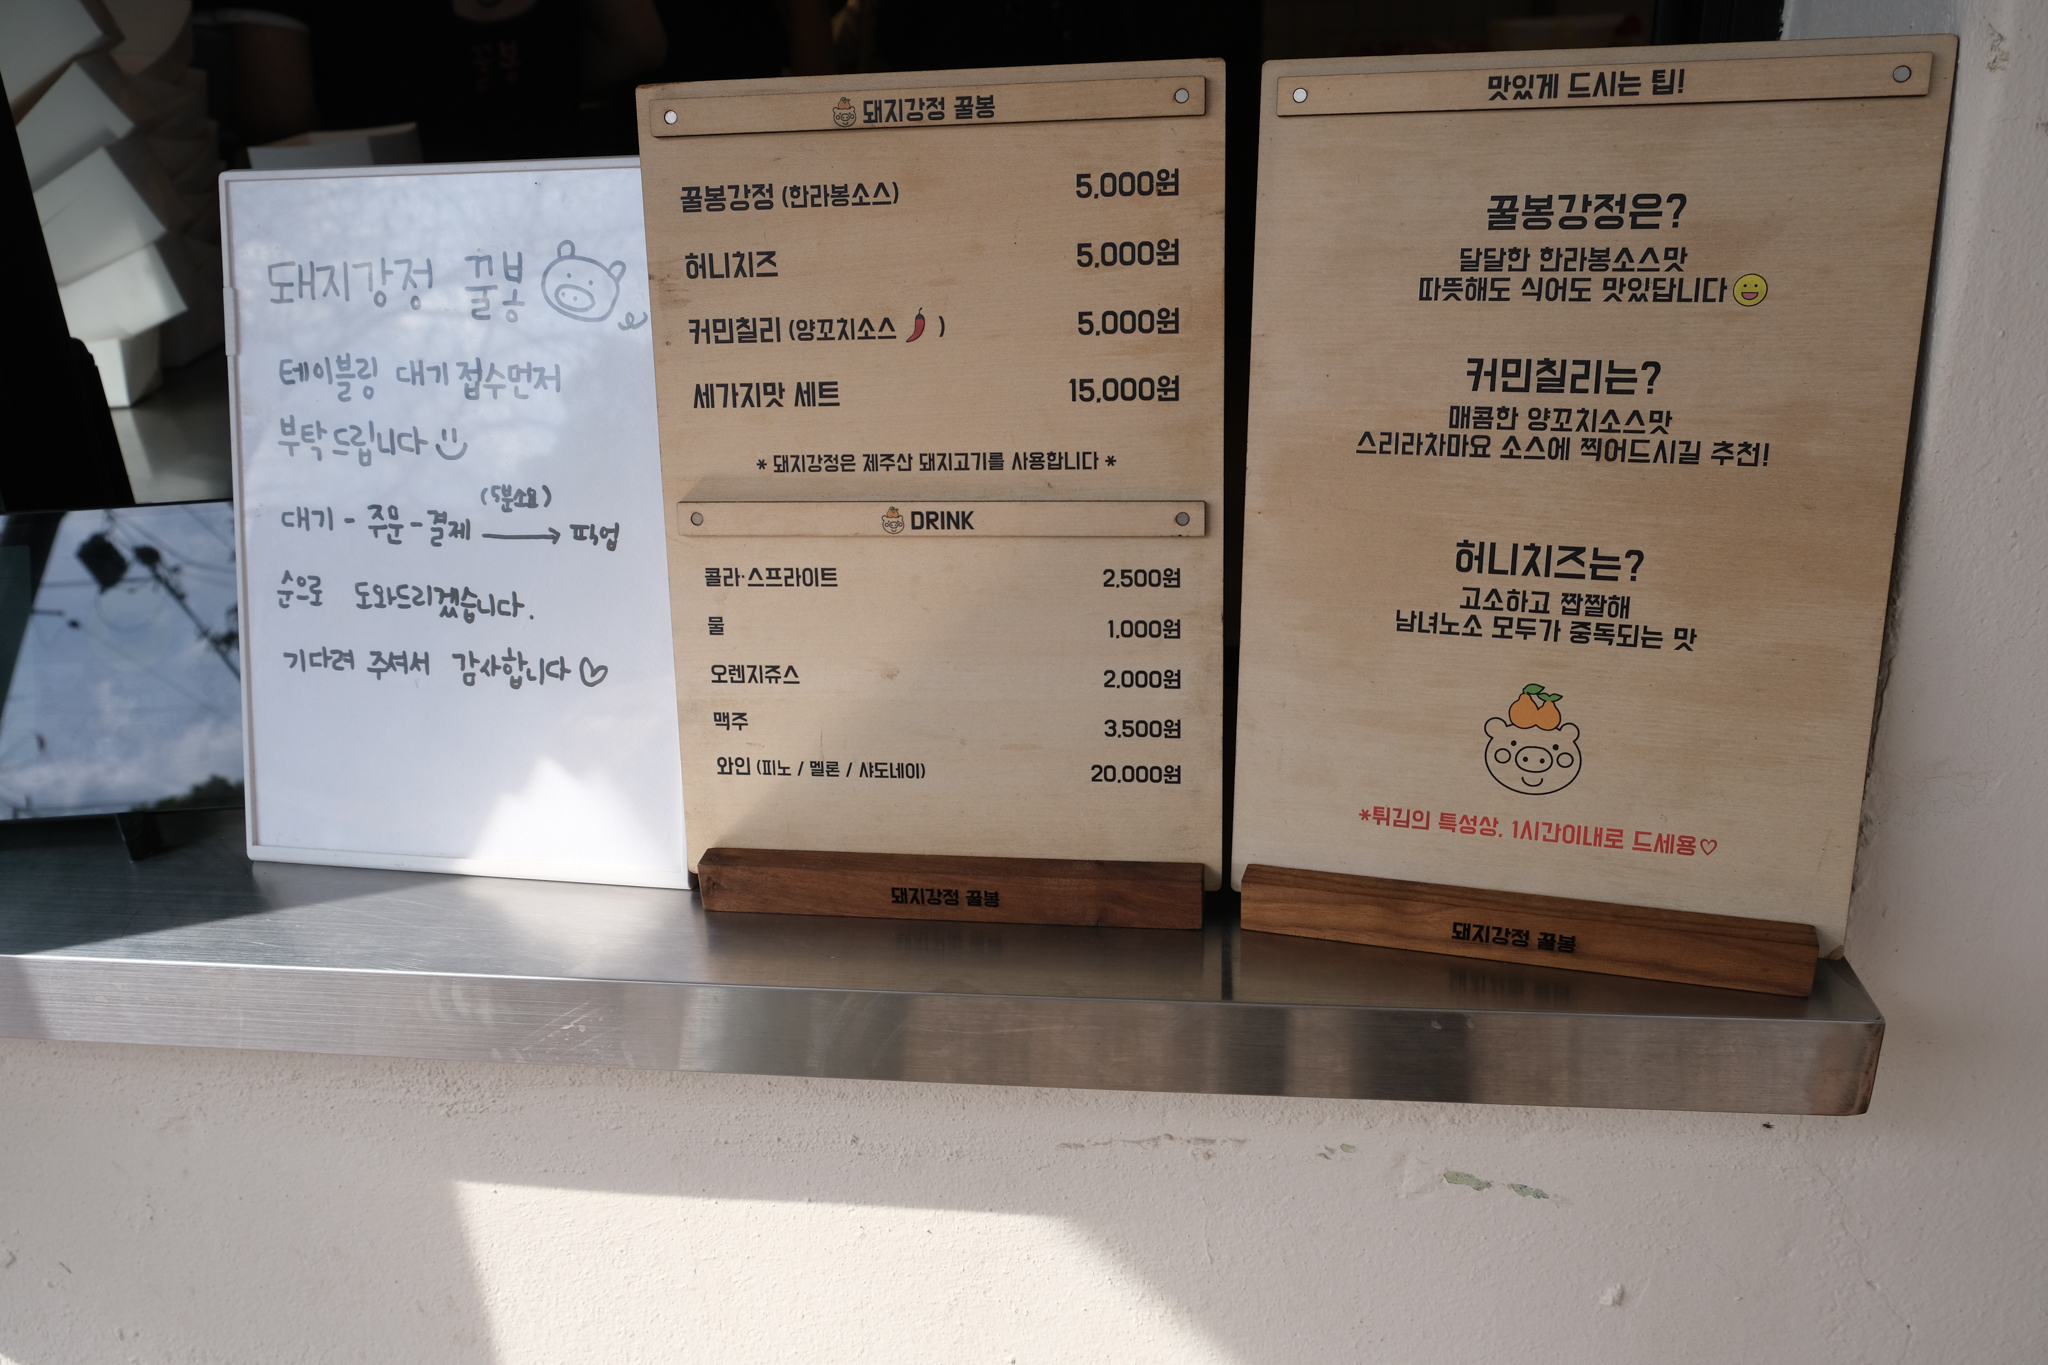 꿀봉
돼지강정 꿀봉
테이블링 대기 접수먼저
부탁드립니다
(5분소요)
대기 - 주문 - 결제 → 픽업
순으로 도와드리겠습니다.
기다려 주셔서 감사합니다♡
돼지강정 꿀봉
꿀봉강정 (한라봉소스) 5,000원
허니치즈 5,000원
커민칠리 (양꼬치소스🌶) 5,000원
세가지맛 세트 15,000원
* 돼지강정은 제주산 돼지고기를 사용합니다 *
DRINK
콜라·스프라이트 2,500원
물 1,000원
오렌지쥬스 2,000원
맥주 3,500원
와인 (피노 / 멜론 / 샤도네이) 20,000원
돼지강정 꿀봉
맛있게 드시는 팁!
꿀봉강정은?
달달한 한라봉소스맛
따뜻해도 식어도 맛있답니다
커민칠리는?
매콤한 양꼬치소스맛
스리라차마요 소스에 찍어드시길 추천!
허니치즈는?
고소하고 짭짤해
남녀노소 모두가 중독되는 맛
*튀김의 특성상, 1시간이내로 드세용♡
돼지강정 꿀봉